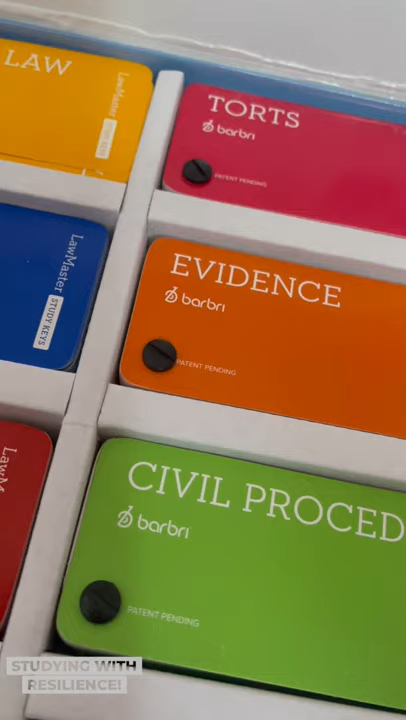 LAW
LawMaster
STUDY KEYS
TORTS
barbri
PATENT PENDING
LawMaster
STUDY KEYS
EVIDENCE
barbri
PATENT PENDING
LawM
CIVIL PROCED
barbri
PATENT PENDING
STUDYING WITH
RESILIENCE!